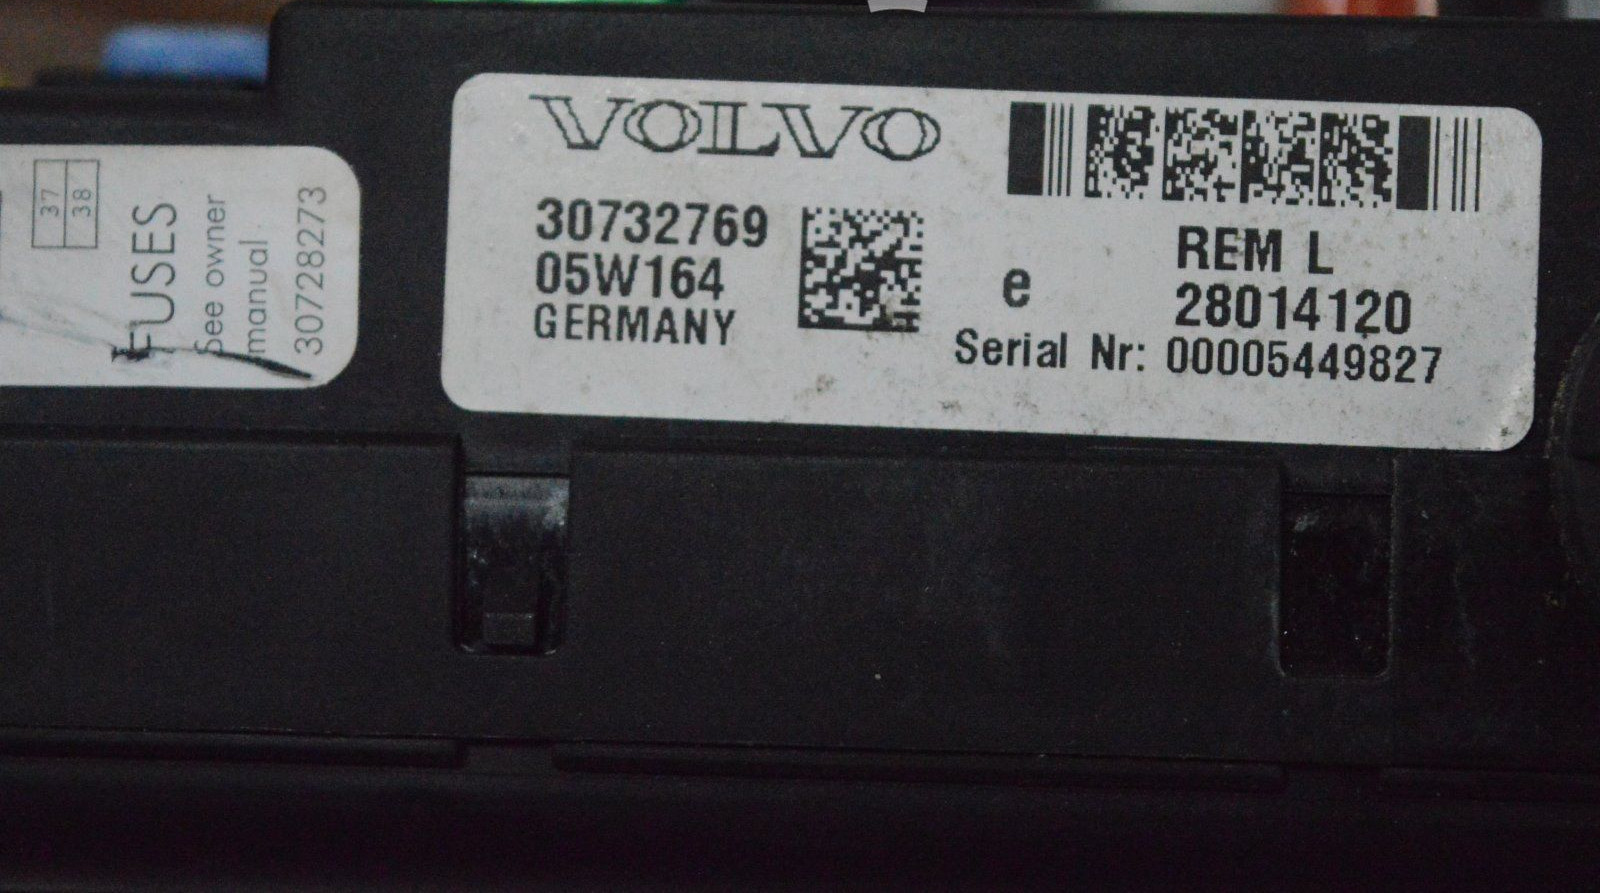 37
38
FUSES
See owner
manual
30728273
VOLVO
30732769
05W164
GERMANY
e
REM L
28014120
Serial Nr: 00005449827